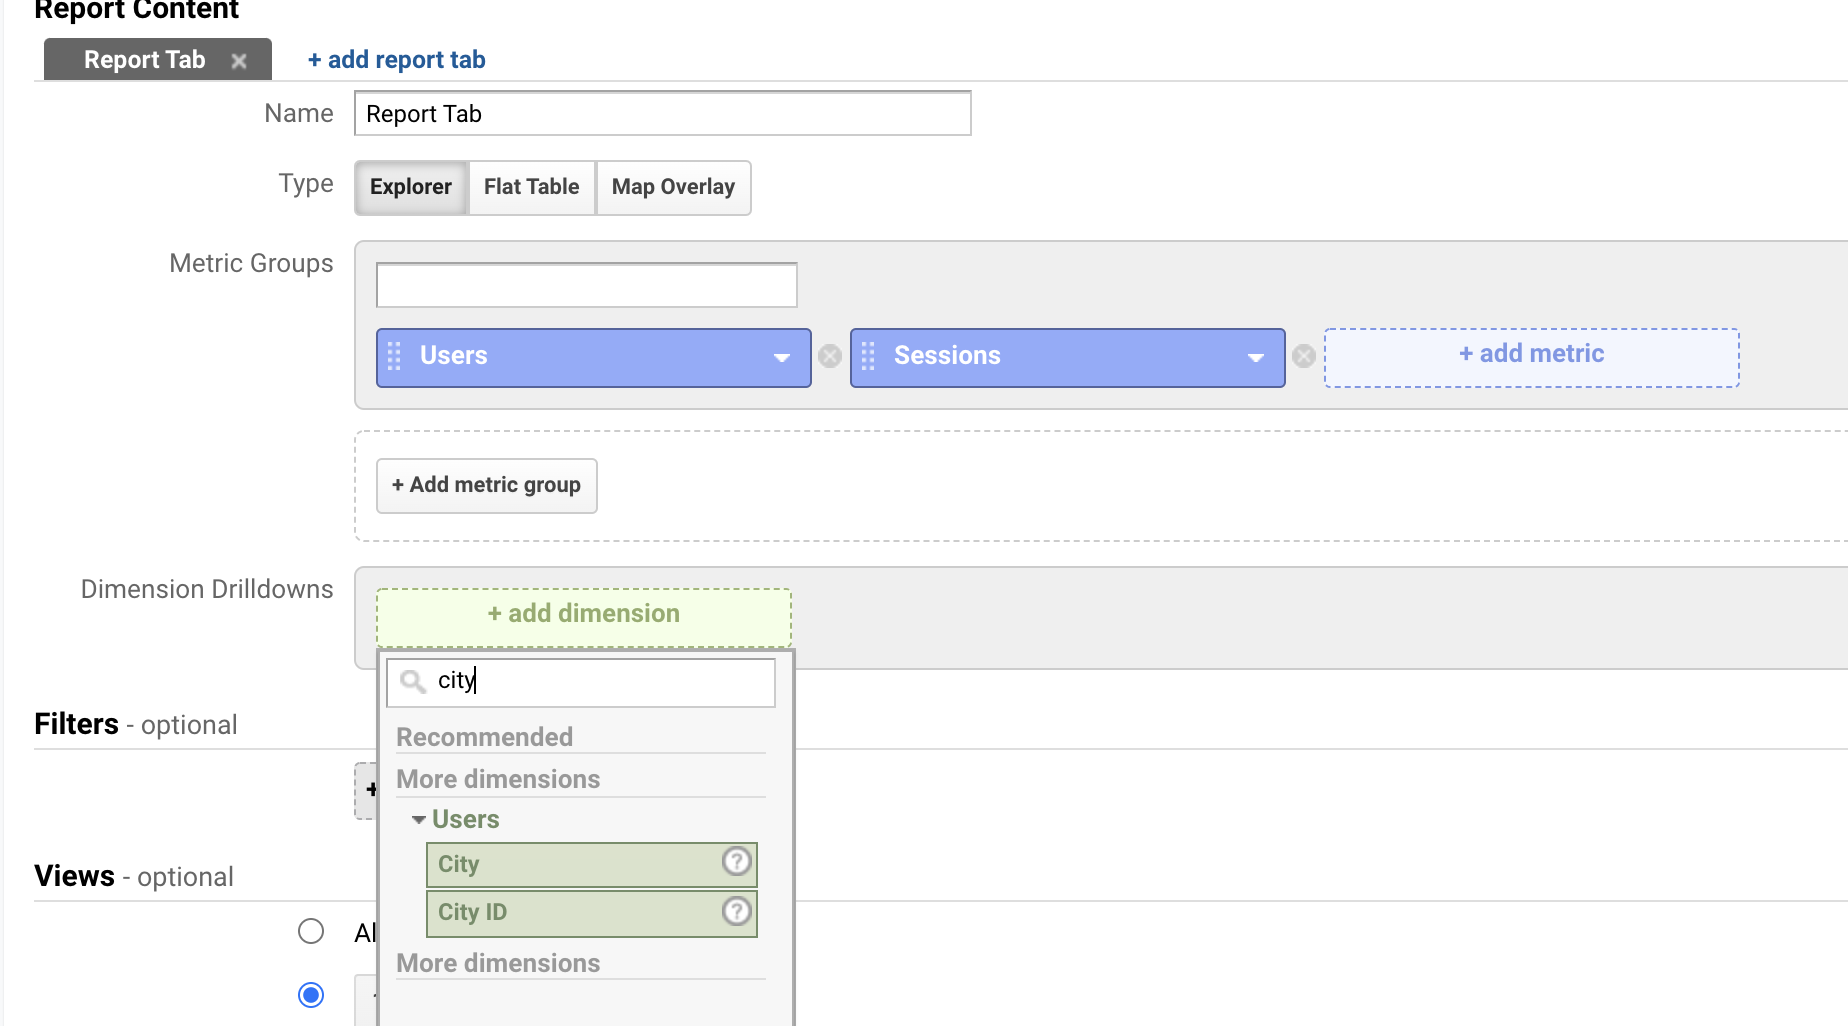 Report Content
Report Tab
+ add report tab
Name
Report Tab
Type
Explorer
Flat Table
Map Overlay
Metric Groups
Users
Sessions
+ add metric
+ Add metric group
Dimension Drilldowns
+ add dimension
city
Recommended
Filters - optional
More dimensions
+
Users
City ?
Views - optional
City ID ?
More dimensions